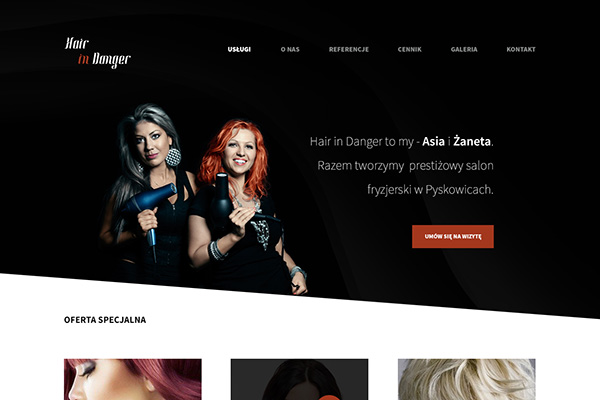 Hair
in Danger
USŁUGI O NAS REFERENCJE CENNIK GALERIA KONTAKT
Hair in Danger to my - Asia i Żaneta.
Razem tworzymy prestiżowy salon
fryzjerski w Pyskowicach.
UMÓW SIĘ NA WIZYTĘ
OFERTA SPECJALNA